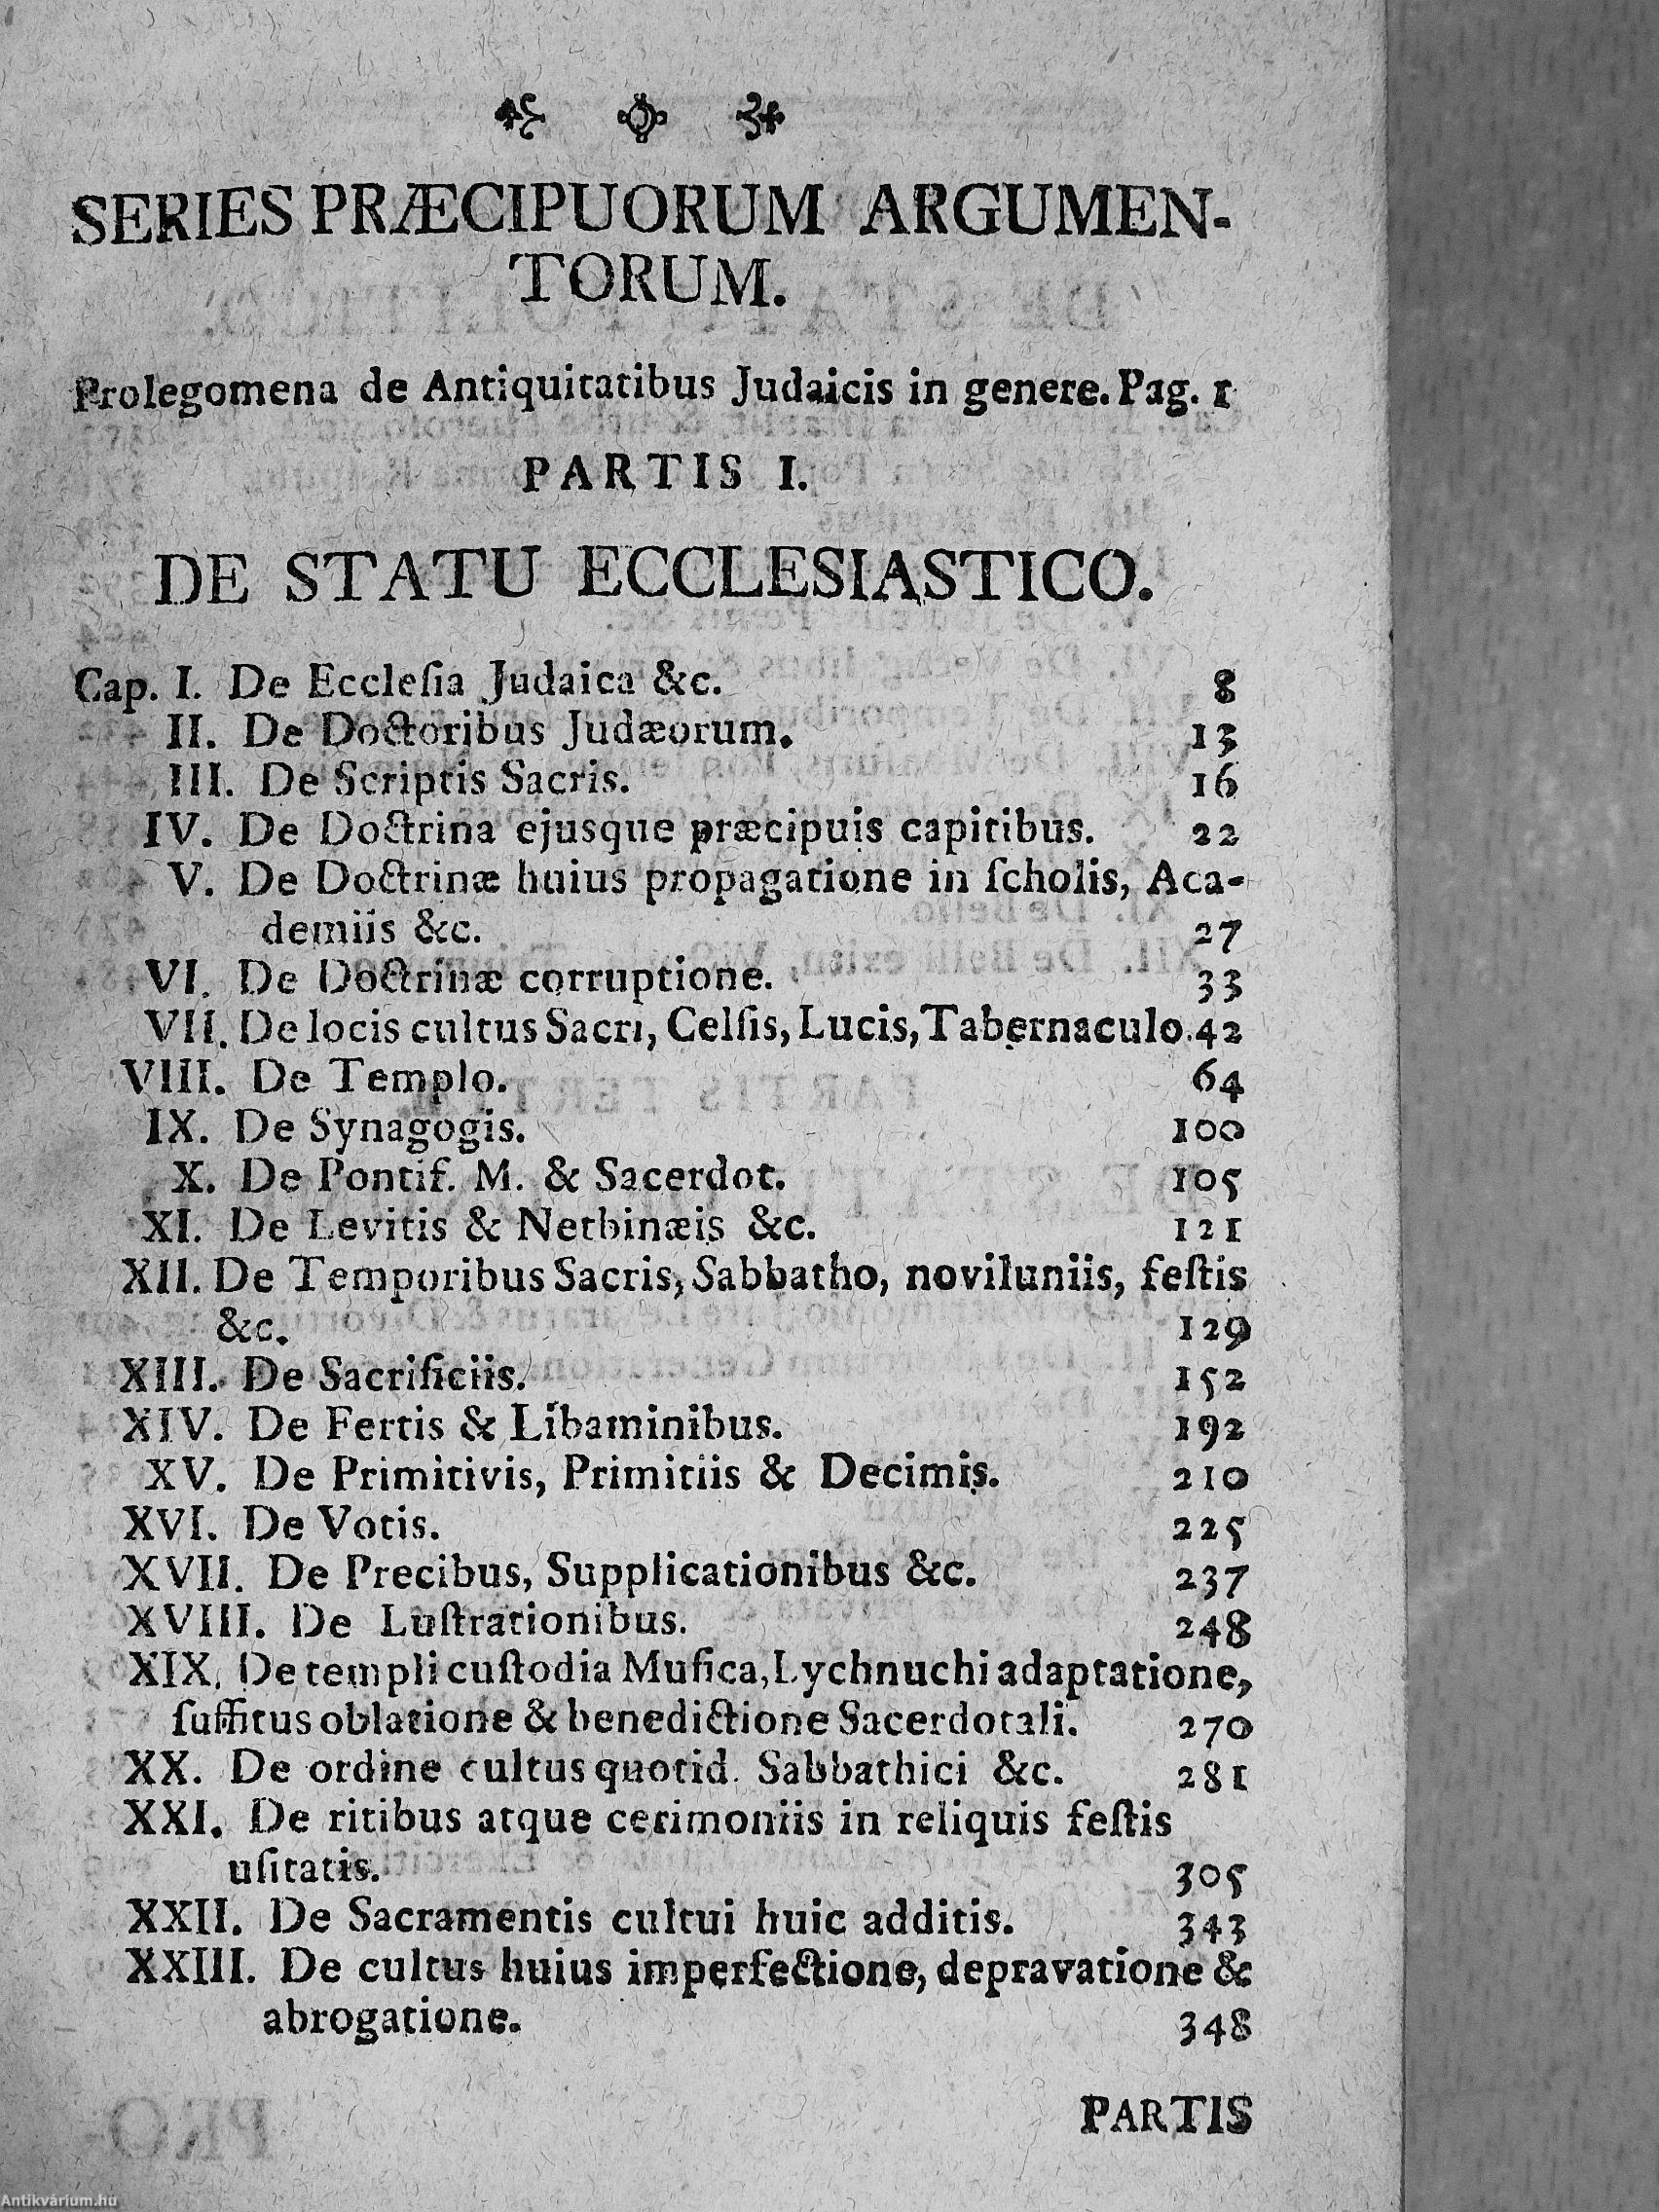 SERIES PRÆCIPUORUM ARGUMEN-
TORUM.
Prolegomena de Antiquitatibus Judaicis in genere. Pag. 1
PARTIS I.
DE STATU ECCLESIASTICO.
Cap. I. De Eccleſia Judaica &c. 8
II. De Doctoribus Judæorum. 13
III. De Scriptis Sacris. 16
IV. De Doctrina ejusque præcipuis capitibus. 22
V. De Doctrinæ huius propagatione in ſcholis, Aca-
demiis &c. 27
VI. De Doctrinæ corruptione. 33
VII. De locis cultus Sacri, Celſis, Lucis, Tabernaculo. 42
VIII. De Templo. 64
IX. De Synagogis. 100
X. De Pontif. M. & Sacerdot. 105
XI. De Levitis & Nethinæis &c. 121
XII. De Temporibus Sacris, Sabbatho, noviluniis, feſtis
&c. 129
XIII. De Sacrificiis. 152
XIV. De Fertis & Libaminibus. 192
XV. De Primitivis, Primitiis & Decimis. 210
XVI. De Votis. 225
XVII. De Precibus, Supplicationibus &c. 237
XVIII. De Luſtrationibus. 248
XIX. De templi cuſtodia Muſica, Lychnuchi adaptatione,
ſuffitus oblatione & benedictione Sacerdotali. 270
XX. De ordine cultus quotid. Sabbathici &c. 281
XXI. De ritibus atque cerimoniis in reliquis feſtis
uſitatis. 305
XXII. De Sacramentis cultui huic additis. 343
XXIII. De cultus huius imperfectione, depravatione &
abrogatione. 348
PARTIS
Antikvárium.hu